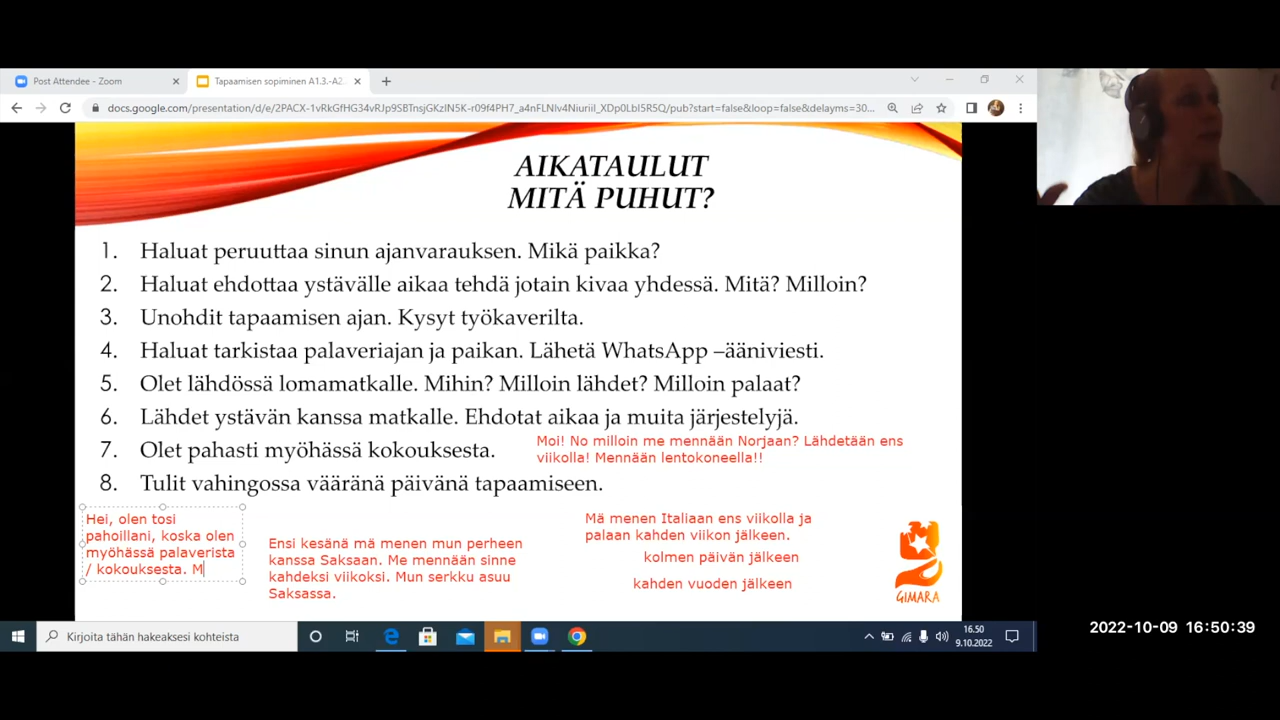 Post Attendee - Zoom
Tapaamisen sopiminen A1.3.-A2
docs.google.com/presentation/d/e/2PACX-1vRkGfHG34vRJp9SBTnsjGKzIN5K-r09f4PH7_a4nFLNlv4Niuriil_XDp0LbI5R5Q/pub?start=false&loop=false&delayms=30...
AIKATAULUT
MITÄ PUHUT?
1. Haluat peruuttaa sinun ajanvarauksen. Mikä paikka?
2. Haluat ehdottaa ystävälle aikaa tehdä jotain kivaa yhdessä. Mitä? Milloin?
3. Unohdit tapaamisen ajan. Kysyt työkaverilta.
4. Haluat tarkistaa palaveriajan ja paikan. Lähetä WhatsApp –ääniviesti.
5. Olet lähdössä lomamatkalle. Mihin? Milloin lähdet? Milloin palaat?
6. Lähdet ystävän kanssa matkalle. Ehdotat aikaa ja muita järjestelyjä.
7. Olet pahasti myöhässä kokouksesta.
Moi! No milloin me mennään Norjaan? Lähdetään ens
viikolla! Mennään lentokoneella!!
8. Tulit vahingossa vääränä päivänä tapaamiseen.
Hei, olen tosi
pahoillani, koska olen
myöhässä palaverista
/ kokouksesta. M
Ensi kesänä mä menen mun perheen
kanssa Saksaan. Me mennään sinne
kahdeksi viikoksi. Mun serkku asuu
Saksassa.
Mä menen Italiaan ens viikolla ja
palaan kahden viikon jälkeen.
kolmen päivän jälkeen
kahden vuoden jälkeen
GIMARA
Kirjoita tähän hakeaksesi kohteista
16.50
9.10.2022
2022-10-09 16:50:39